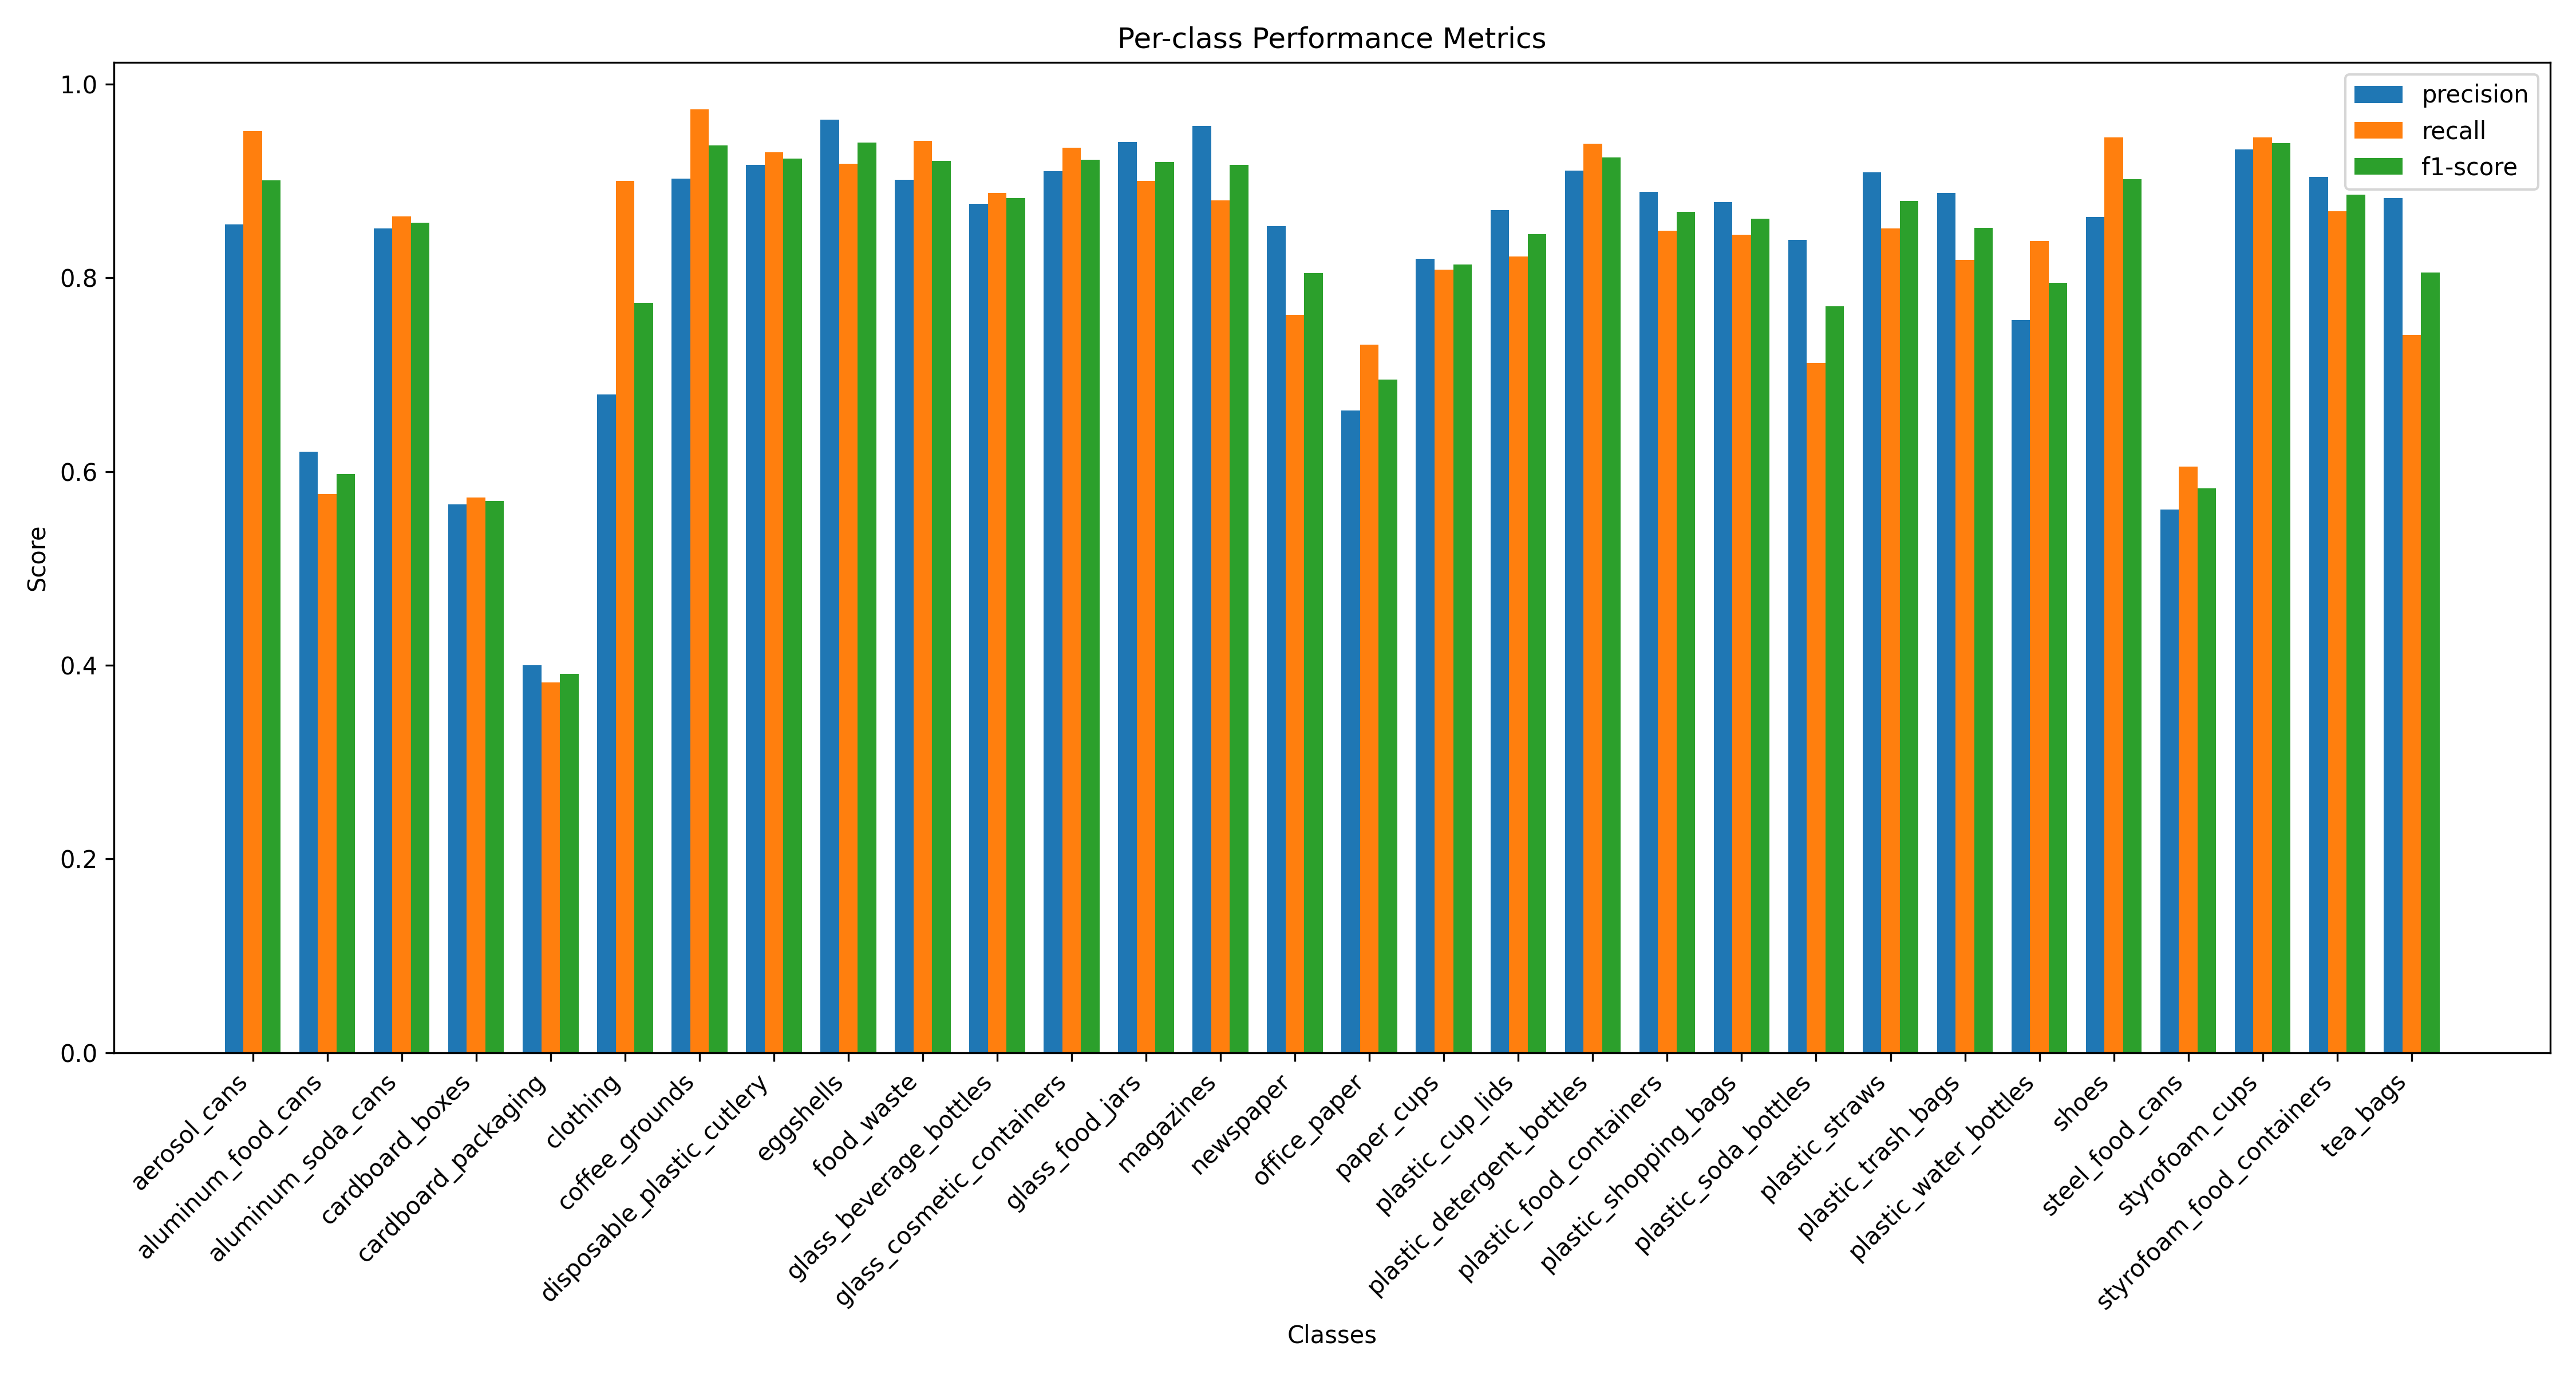 Per-class Performance Metrics
precision
recall
f1-score
1.0
0.8
0.6
0.4
0.2
0.0
Score
aerosol_cans
aluminum_food_cans
aluminum_soda_cans
cardboard_boxes
cardboard_packaging
clothing
coffee_grounds
disposable_plastic_cutlery
eggshells
food_waste
glass_beverage_bottles
glass_cosmetic_containers
glass_food_jars
magazines
newspaper
office_paper
paper_cups
plastic_cup_lids
plastic_detergent_bottles
plastic_food_containers
plastic_shopping_bags
plastic_soda_bottles
plastic_straws
plastic_trash_bags
plastic_water_bottles
shoes
steel_food_cans
styrofoam_cups
styrofoam_food_containers
tea_bags
Classes